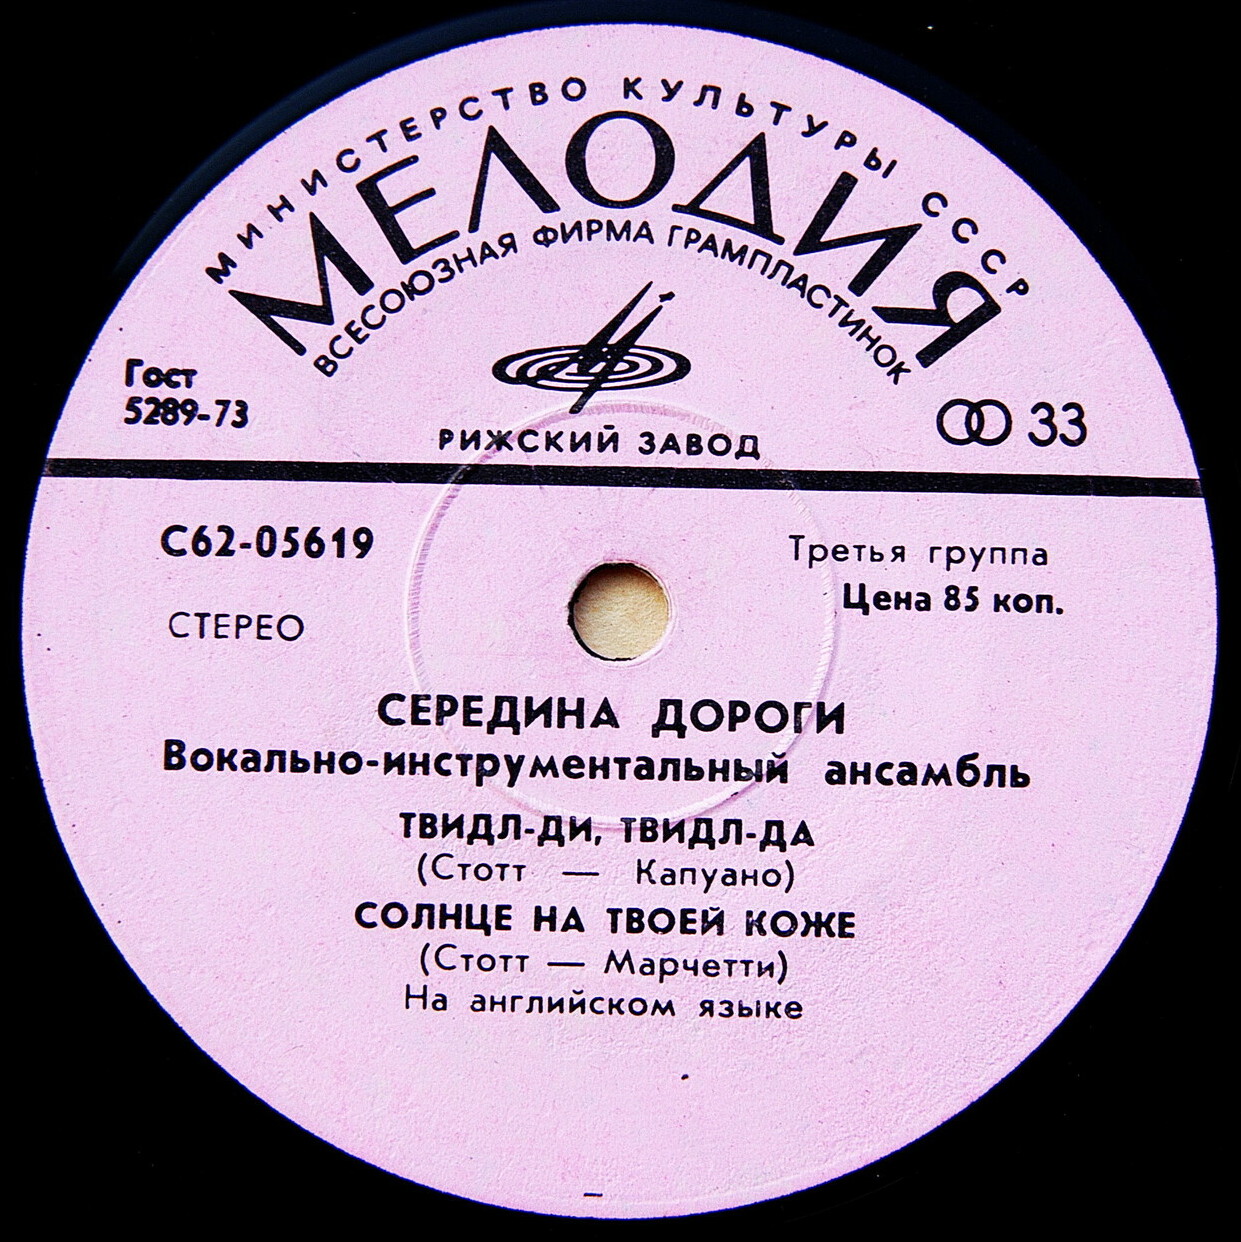 МИНИСТЕРСТВО КУЛЬТУРЫ СССР
МЕЛОДИЯ
ВСЕСОЮЗНАЯ ФИРМА ГРАМПЛАСТИНОК
Гост
5289-73
33
РИЖСКИЙ ЗАВОД
С62-05619
Третья группа
Цена 85 коп.
СТЕРЕО
СЕРЕДИНА ДОРОГИ
Вокально-инструментальный ансамбль
ТВИДЛ-ДИ, ТВИДЛ-ДА
(Стотт — Капуано)
СОЛНЦЕ НА ТВОЕЙ КОЖЕ
(Стотт — Марчетти)
На английском языке